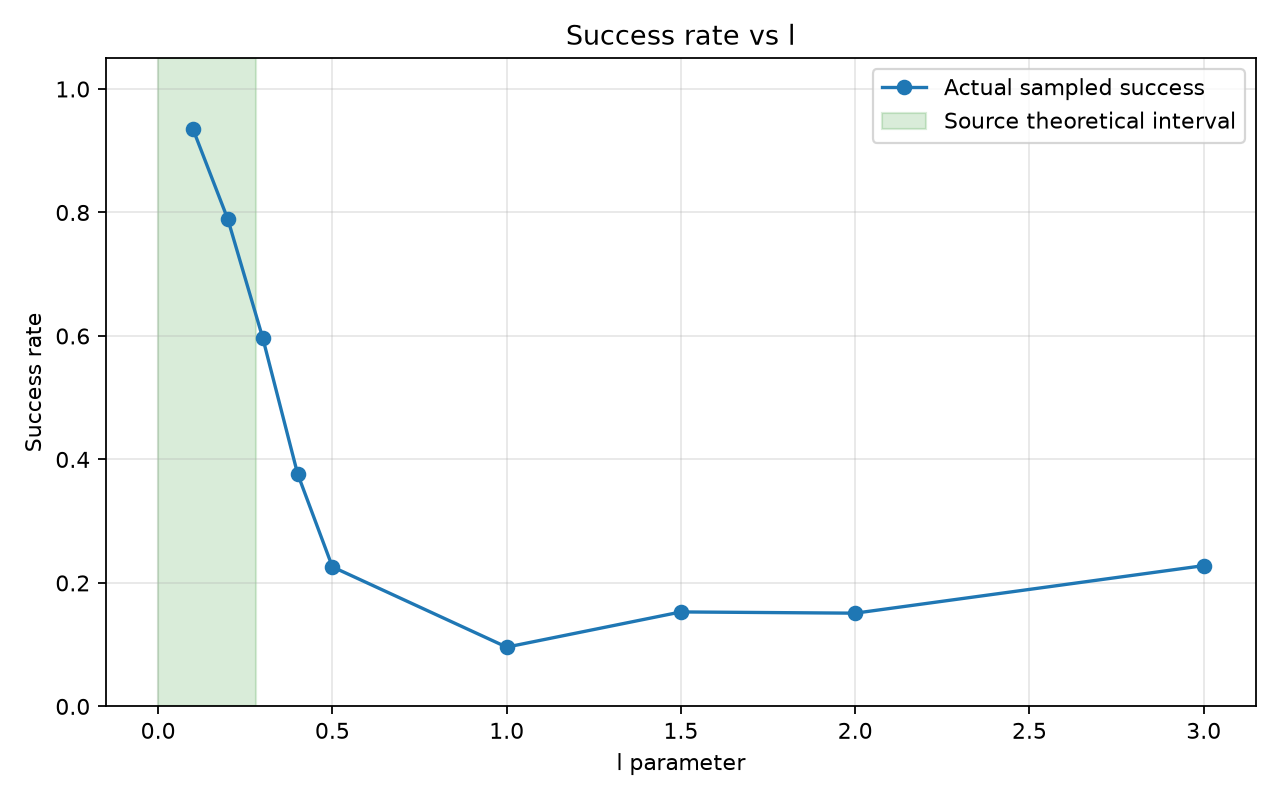 Success rate vs l
Actual sampled success
Source theoretical interval
Success rate
1.0
0.8
0.6
0.4
0.2
0.0
0.0 0.5 1.0 1.5 2.0 2.5 3.0
l parameter